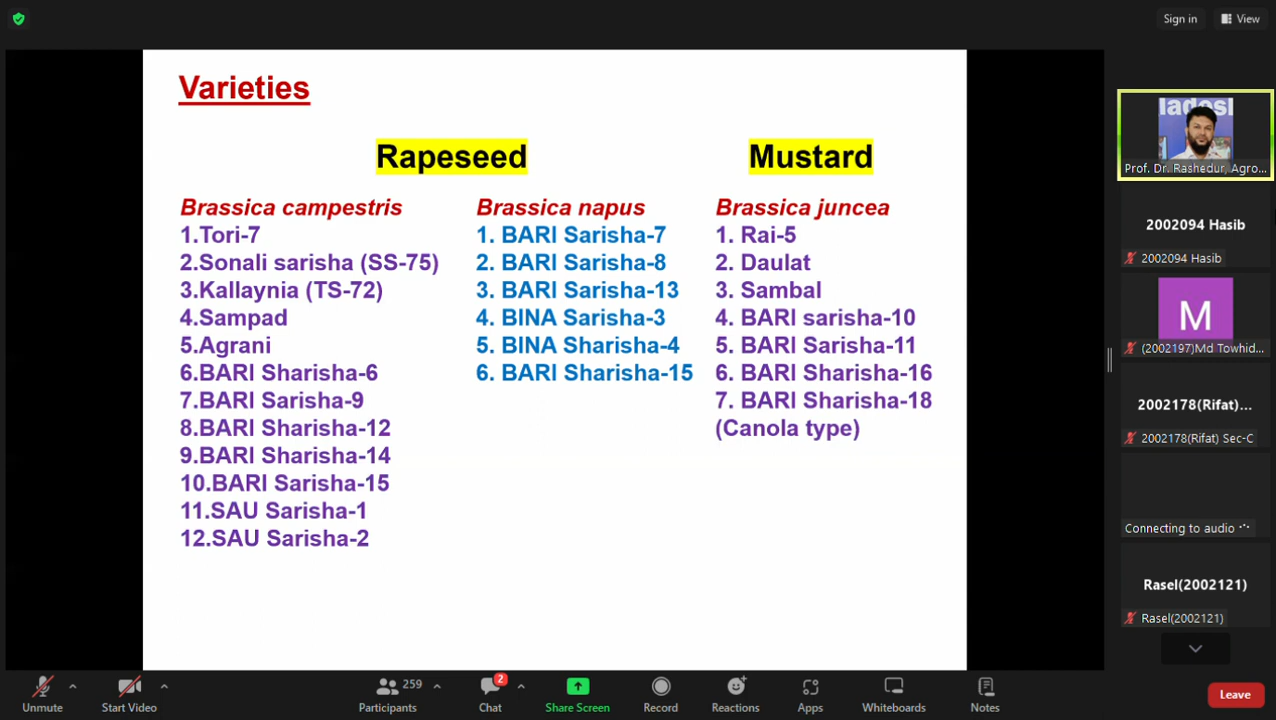 Sign in
View
Varieties
Rapeseed
Mustard
Brassica campestris
1.Tori-7
2.Sonali sarisha (SS-75)
3.Kallaynia (TS-72)
4.Sampad
5.Agrani
6.BARI Sharisha-6
7.BARI Sarisha-9
8.BARI Sharisha-12
9.BARI Sharisha-14
10.BARI Sarisha-15
11.SAU Sarisha-1
12.SAU Sarisha-2
Brassica napus
1. BARI Sarisha-7
2. BARI Sarisha-8
3. BARI Sarisha-13
4. BINA Sarisha-3
5. BINA Sharisha-4
6. BARI Sharisha-15
Brassica juncea
1. Rai-5
2. Daulat
3. Sambal
4. BARI sarisha-10
5. BARI Sarisha-11
6. BARI Sharisha-16
7. BARI Sharisha-18
(Canola type)
ladesl
Prof. Dr. Rashedur, Agro...
2002094 Hasib
2002094 Hasib
M
(2002197)Md Towhid...
2002178(Rifat)...
2002178(Rifat) Sec-C
Connecting to audio
Rasel(2002121)
Rasel(2002121)
Unmute
Start Video
259
Participants
2
Chat
Share Screen
Record
Reactions
Apps
Whiteboards
Notes
Leave